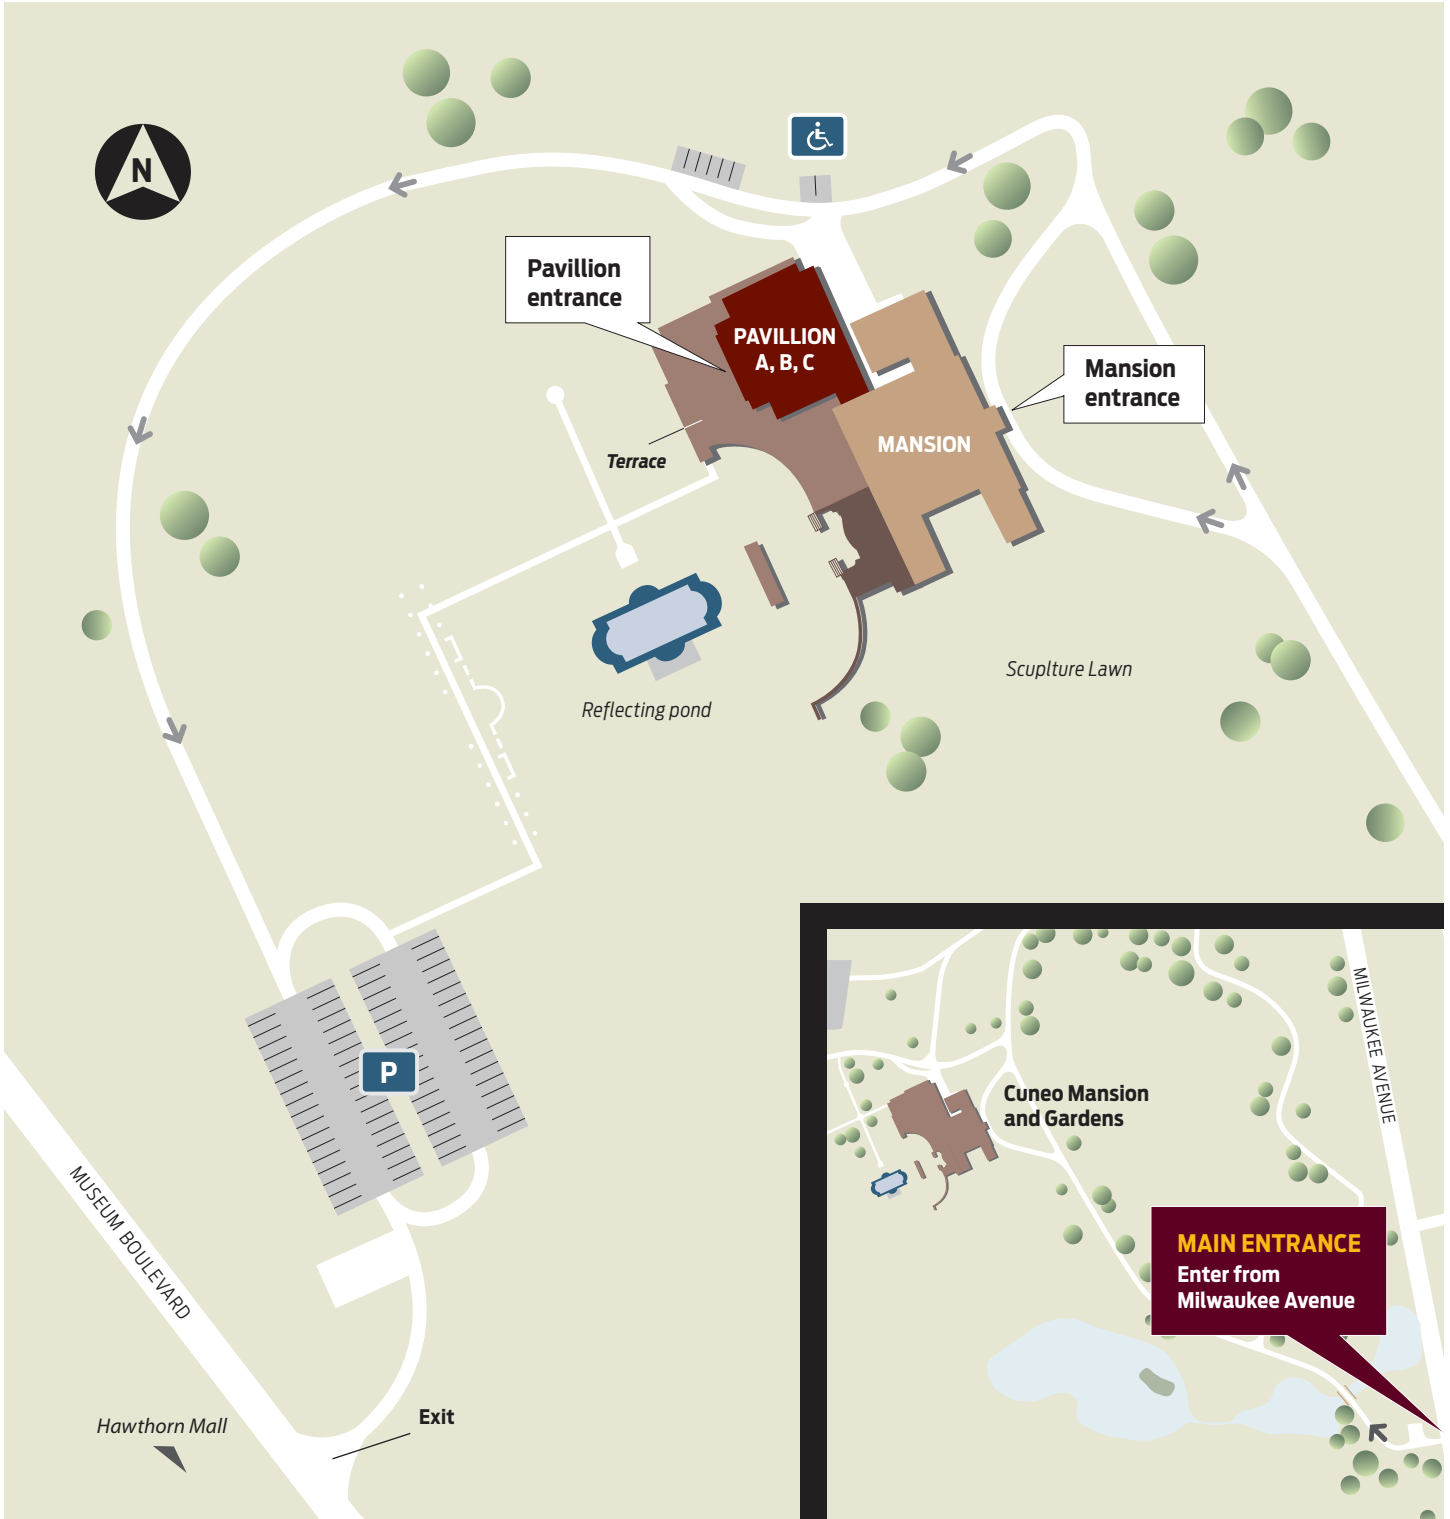 N
Pavillion
entrance
PAVILLION
A, B, C
Mansion
entrance
MANSION
Terrace
Scuplture Lawn
Reflecting pond
P
MUSEUM BOULEVARD
Hawthorn Mall
Exit
MILWAUKEE AVENUE
Cuneo Mansion
and Gardens
MAIN ENTRANCE
Enter from
Milwaukee Avenue